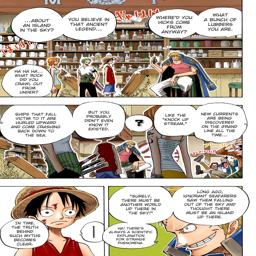 WHAT A
BUNCH OF
LUBBERS
YOU ARE.
WHERE'D YOU
HICKS COME
FROM
ANYWAY?
YOU BELIEVE IN
THAT ANCIENT
LEGEND...
...ABOUT
AN ISLAND
IN THE SKY?
HA HA HA...
WHAT ROCK
DID YOU
CRAWL OUT
FROM
UNDER?
NEW CURRENTS
ARE BEING
DISCOVERED
ON THE GRAND
LINE ALL
THE TIME...
LIKE THE
"KNOCK UP
STREAM."
?
BUT YOU
PROBABLY
DON'T EVEN
KNOW IT
EXISTED.
SHIPS THAT FALL
VICTIM TO IT ARE
HURLED UPWARD
AND COME CRASHING
BACK DOWN TO
THE SEA.
LONG AGO,
IGNORANT SEAFARERS
SAW THEM FALLING
OUT OF THE SKY
AND THOUGHT
THERE MUST BE
AN ISLAND UP
THERE.
"SURELY,
THERE MUST BE
ANOTHER WORLD
UP THERE IN
THE SKY!"
HA! THERE'S
ALWAYS A SCIENTIFIC
EXPLANATION
FOR STRANGE
PHENOMENA.
IN TIME,
THE TRUTH
BEHIND
SUCH MYTHS
BECOMES
CLEAR.